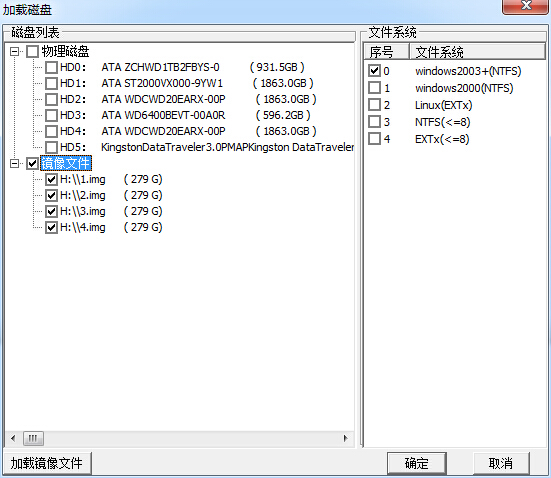 加载磁盘
磁盘列表
物理磁盘
HD0: ATA ZCHWD1TB2FBYS-0 ( 931.5GB )
HD1: ATA ST2000VX000-9YW1 ( 1863.0GB )
HD2: ATA WDCWD20EARX-00P ( 1863.0GB )
HD3: ATA WD6400BEVT-00A0R ( 596.2GB )
HD4: ATA WDCWD20EARX-00P ( 1863.0GB )
HD5: KingstonDataTraveler3.0PMAPKingston DataTraveler
镜像文件
H:\\1.img ( 279 G)
H:\\2.img ( 279 G)
H:\\3.img ( 279 G)
H:\\4.img ( 279 G)
文件系统
序号 文件系统
0 windows2003+(NTFS)
1 windows2000(NTFS)
2 Linux(EXTx)
3 NTFS(<=8)
4 EXTx(<=8)
加载镜像文件
确定
取消